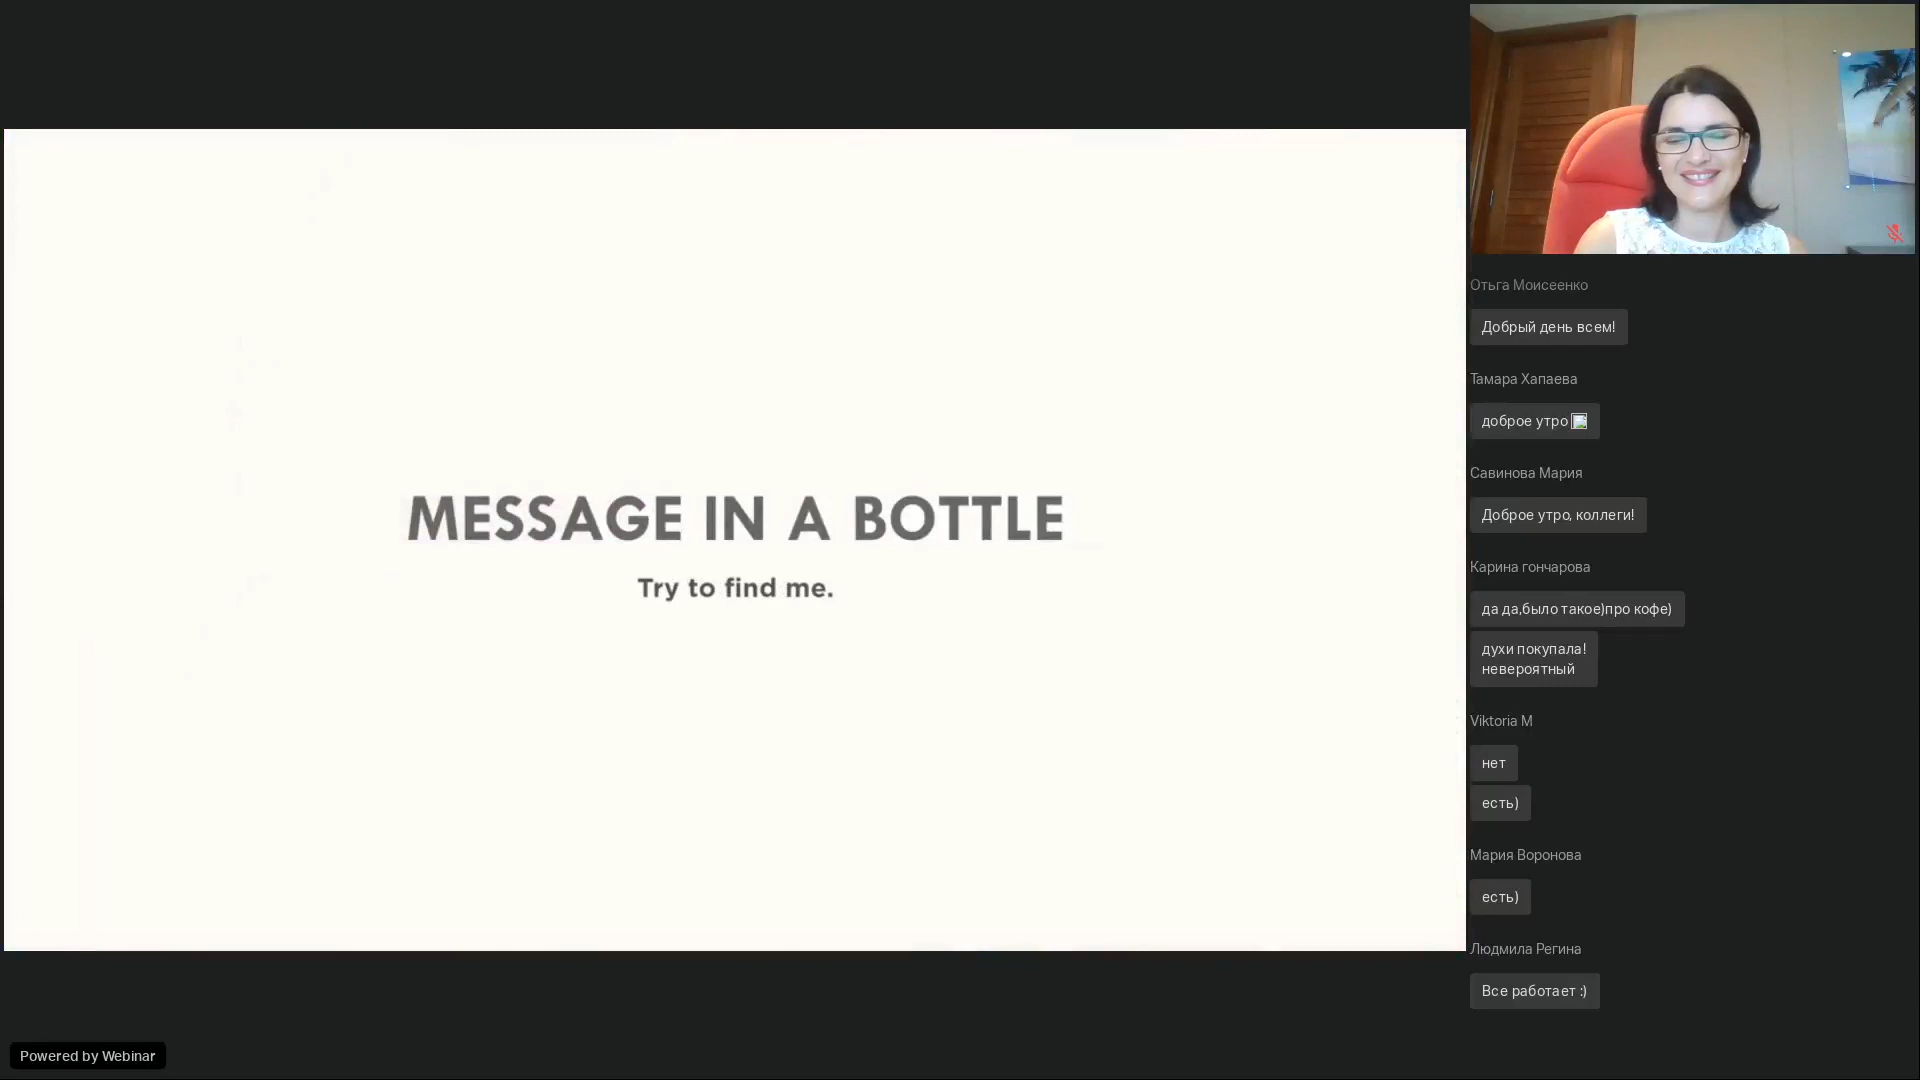 MESSAGE IN A BOTTLE
Try to find me.
Отьга Моисеенко
Добрый день всем!
Тамара Хапаева
доброе утро
Савинова Мария
Доброе утро, коллеги!
Карина гончарова
да да,было такое)про кофе)
духи покупала!
невероятный
Viktoria M
нет
есть)
Мария Воронова
есть)
Людмила Регина
Все работает :)
Powered by Webinar